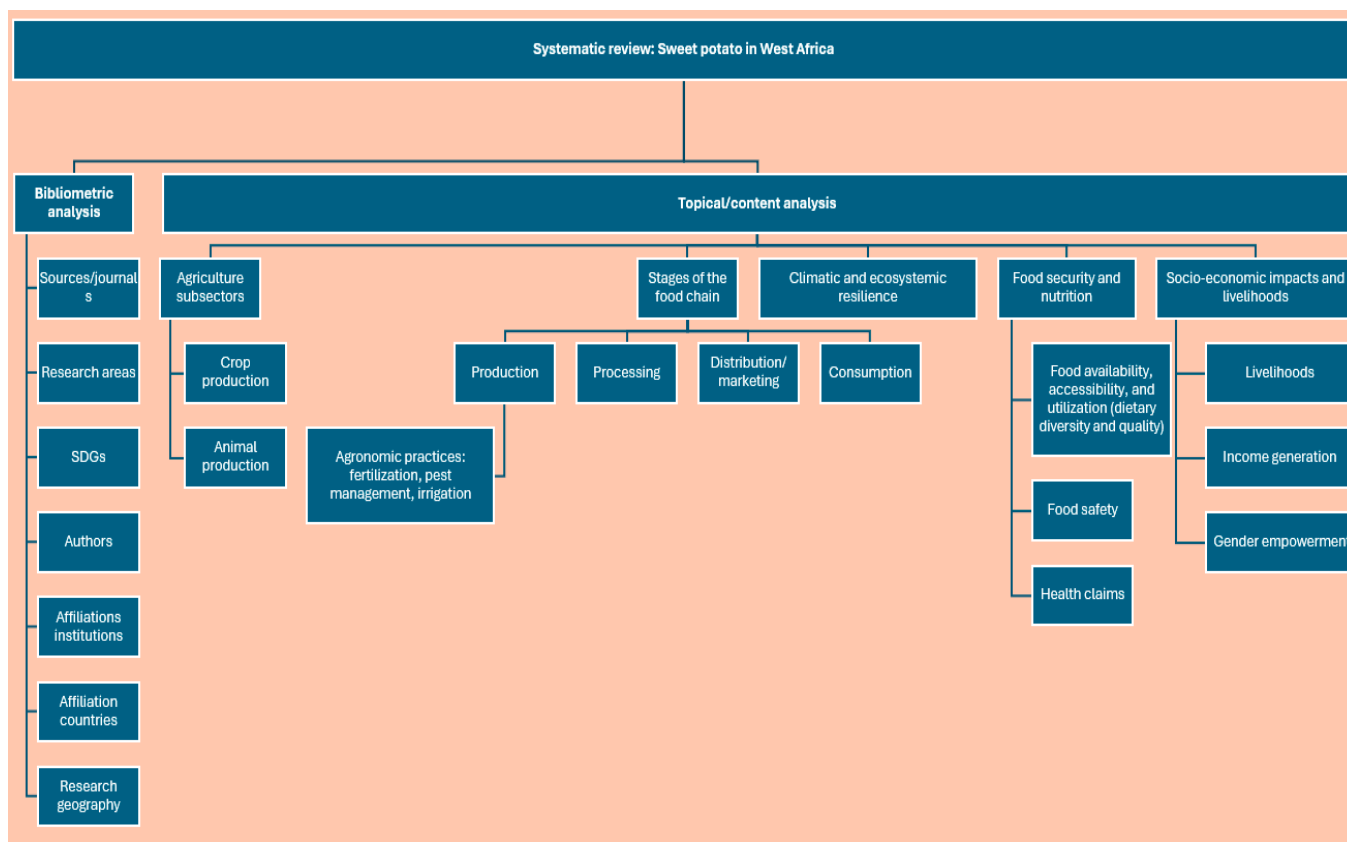 Systematic review: Sweet potato in West Africa
Bibliometric
analysis
Topical/content analysis
Sources/journal
s
Research areas
SDGs
Authors
Affiliations
institutions
Affiliation
countries
Research
geography
Agriculture
subsectors
Crop
production
Animal
production
Stages of
the food chain
Production
Agronomic practices:
fertilization, pest
management, irrigation
Processing
Distribution/
marketing
Consumption
Climatic and ecosystemic
resilience
Food security and
nutrition
Food availability,
accessibility, and
utilization (dietary
diversity and quality)
Food safety
Health claims
Socio-economic impacts and
livelihoods
Livelihoods
Income generation
Gender empowerment